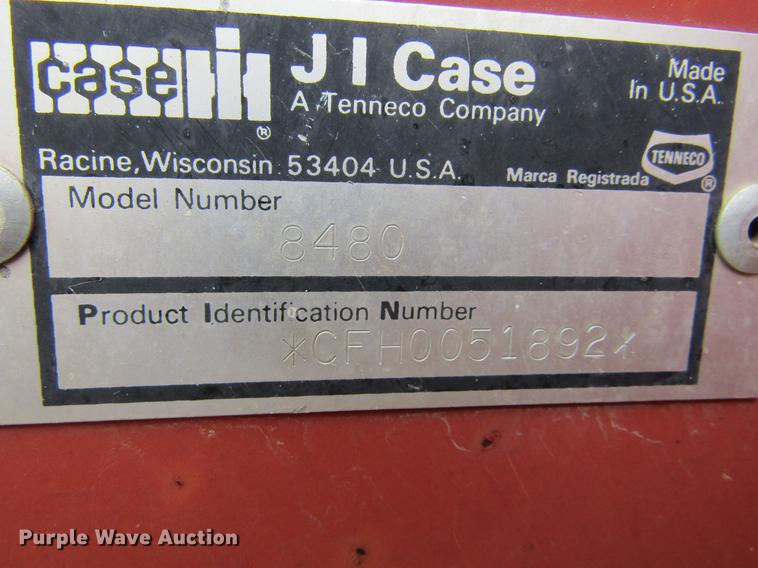 case IH ®
J I Case
A Tenneco Company
Made
In U.S.A.
Racine, Wisconsin 53404 U.S.A.
Marca Registrada
TENNECO ®
Model Number
8480
Product Identification Number
*CFH0051892*
Purple Wave Auction